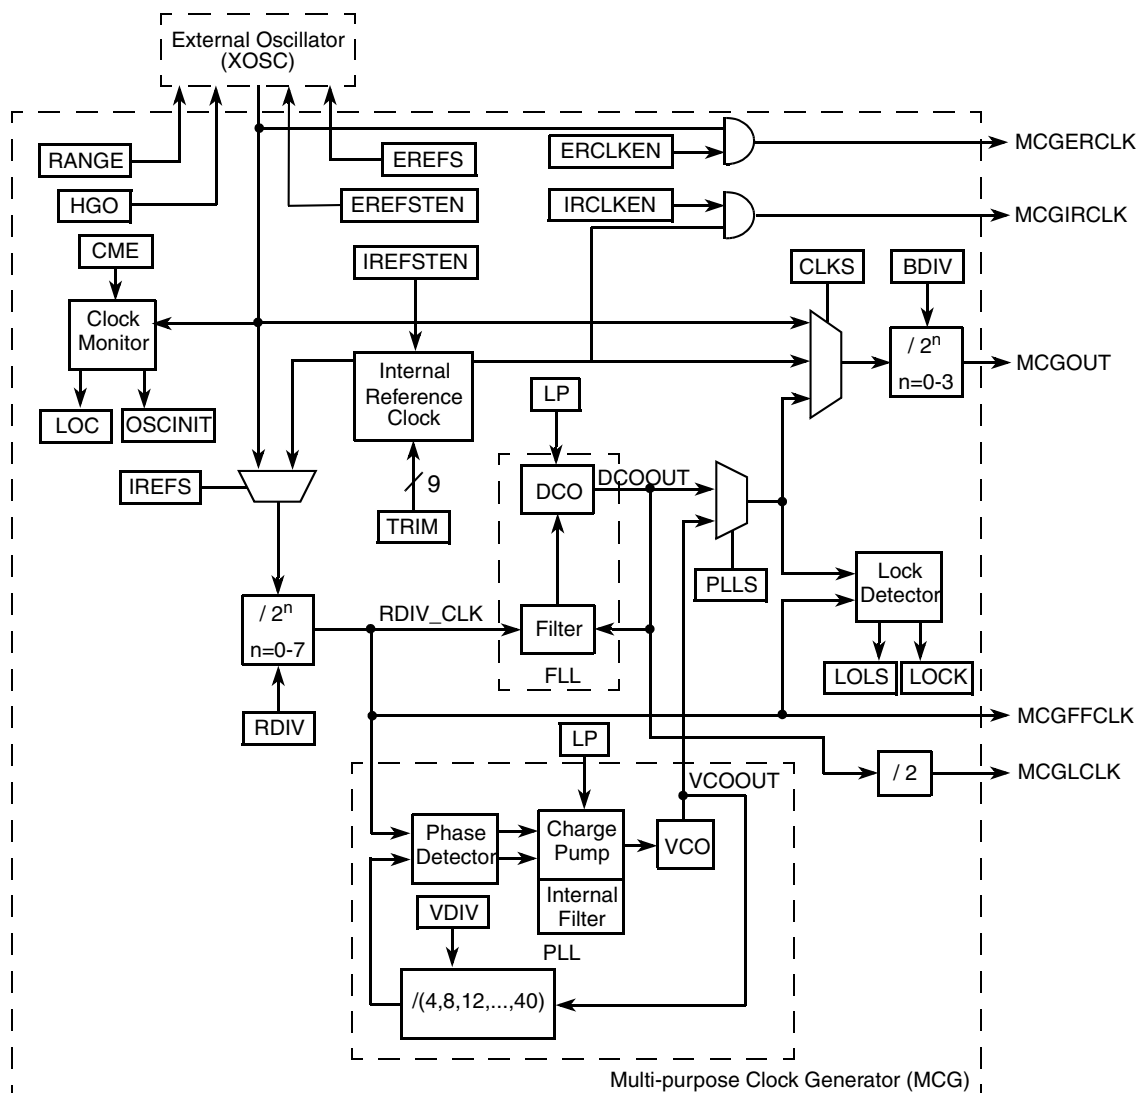 External Oscillator
(XOSC)
RANGE
EREFS
ERCLKEN
MCGERCLK
HGO
EREFSTEN
IRCLKEN
MCGIRCLK
CME
IREFSTEN
CLKS
BDIV
Clock
Monitor
/ 2ⁿ
n=0-3
MCGOUT
Internal
Reference
Clock
LP
LOC
OSCINIT
IREFS
9
TRIM
DCO
DCOOUT
PLLS
Lock
Detector
/ 2ⁿ
n=0-7
RDIV_CLK
Filter
FLL
LOLS
LOCK
RDIV
MCGFFCLK
LP
/ 2
MCGLCLK
VCOOUT
Phase
Detector
Charge
Pump
VCO
Internal
Filter
VDIV
PLL
/(4,8,12,...,40)
Multi-purpose Clock Generator (MCG)